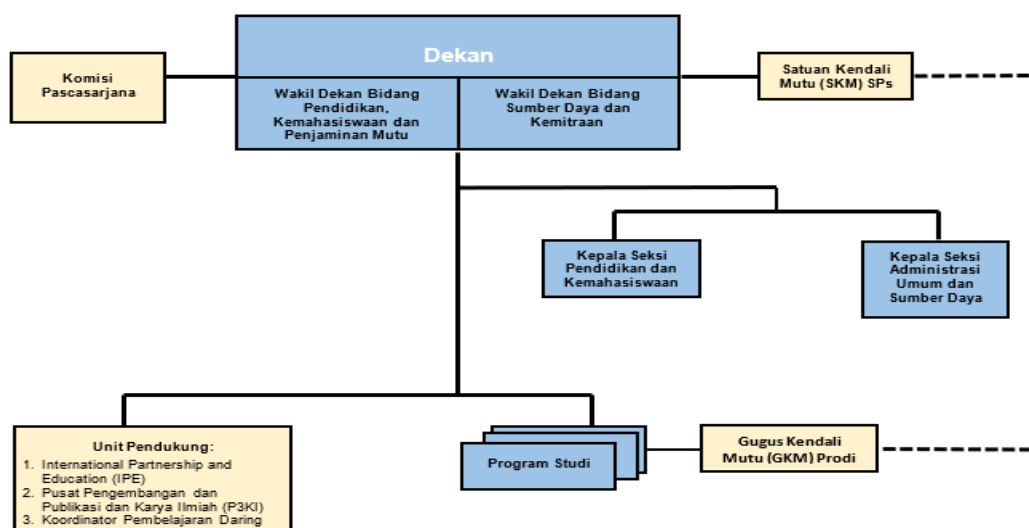 Dekan
Komisi
Pascasarjana
Wakil Dekan Bidang
Pendidikan,
Kemahasiswaan dan
Penjaminan Mutu
Wakil Dekan Bidang
Sumber Daya dan
Kemitraan
Satuan Kendali
Mutu (SKM) SPs
Kepala Seksi
Pendidikan dan
Kemahasiswaan
Kepala Seksi
Administrasi
Umum dan
Sumber Daya
Unit Pendukung:
1. International Partnership and
Education (IPE)
2. Pusat Pengembangan dan
Publikasi dan Karya Ilmiah (P3KI)
3. Koordinator Pembelajaran Daring
Program Studi
Gugus Kendali
Mutu (GKM) Prodi